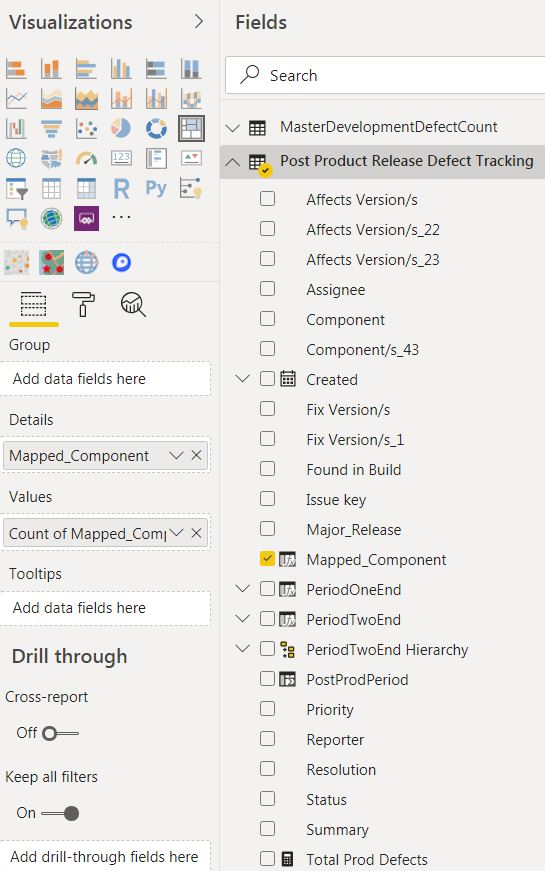 Visualizations
R
Py
123
...
Group
Add data fields here
Details
Mapped_Component
Values
Count of Mapped_Comp
Tooltips
Add data fields here
Drill through
Cross-report
Off
Keep all filters
On
Add drill-through fields here
Fields
Search
MasterDevelopmentDefectCount
Post Product Release Defect Tracking
Affects Version/s
Affects Version/s_22
Affects Version/s_23
Assignee
Component
Component/s_43
Created
Fix Version/s
Fix Version/s_1
Found in Build
Issue key
Major_Release
Mapped_Component
PeriodOneEnd
PeriodTwoEnd
PeriodTwoEnd Hierarchy
PostProdPeriod
Priority
Reporter
Resolution
Status
Summary
Total Prod Defects